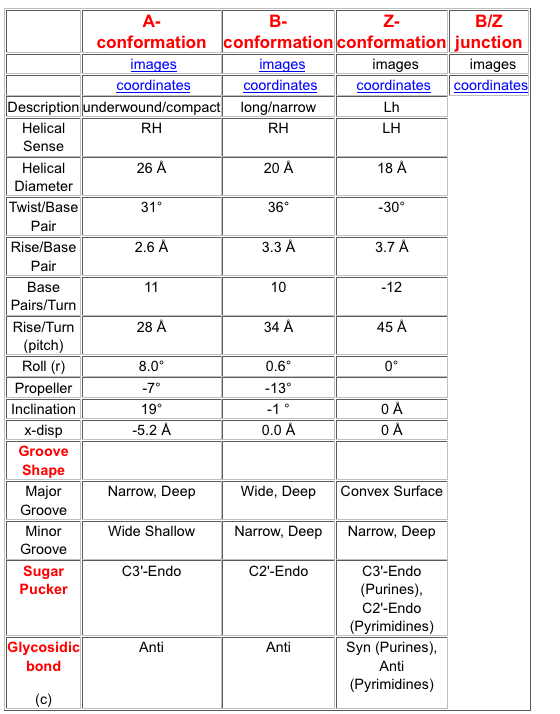 A-conformation B-conformation Z-conformation B/Z junction
images images images images
coordinates coordinates coordinates coordinates
Description underwound/compact long/narrow Lh
Helical Sense RH RH LH
Helical Diameter 26 Å 20 Å 18 Å
Twist/Base Pair 31° 36° -30°
Rise/Base Pair 2.6 Å 3.3 Å 3.7 Å
Base Pairs/Turn 11 10 -12
Rise/Turn (pitch) 28 Å 34 Å 45 Å
Roll (r) 8.0° 0.6° 0°
Propeller -7° -13°
Inclination 19° -1 ° 0 Å
x-disp -5.2 Å 0.0 Å 0 Å
Groove Shape
Major Groove Narrow, Deep Wide, Deep Convex Surface
Minor Groove Wide Shallow Narrow, Deep Narrow, Deep
Sugar Pucker C3'-Endo C2'-Endo C3'-Endo (Purines), C2'-Endo (Pyrimidines)
Glycosidic bond (c) Anti Anti Syn (Purines), Anti (Pyrimidines)